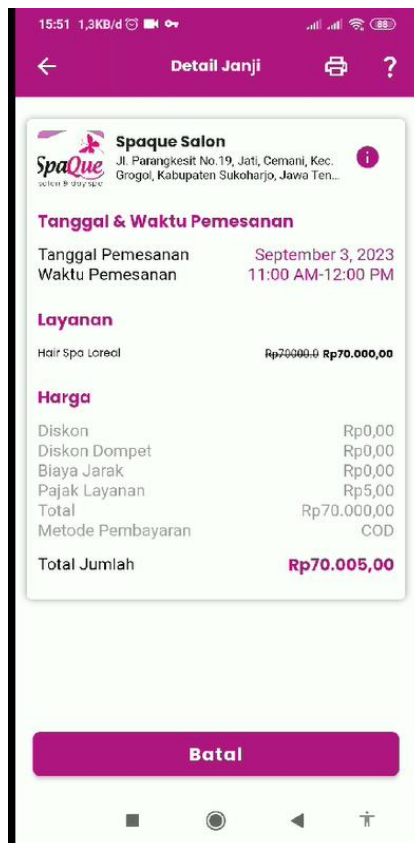 15:51 1,3KB/d 88
Detail Janji ?
SpaQue
salon & day spa
Spaque Salon
Jl. Parangkesit No.19, Jati, Cemani, Kec.
Grogol, Kabupaten Sukoharjo, Jawa Ten...
i
Tanggal & Waktu Pemesanan
Tanggal Pemesanan September 3, 2023
Waktu Pemesanan 11:00 AM-12:00 PM
Layanan
Hair Spa Loreal Rp70000.0 Rp70.000,00
Harga
Diskon Rp0,00
Diskon Dompet Rp0,00
Biaya Jarak Rp0,00
Pajak Layanan Rp5,00
Total Rp70.000,00
Metode Pembayaran COD
Total Jumlah Rp70.005,00
Batal